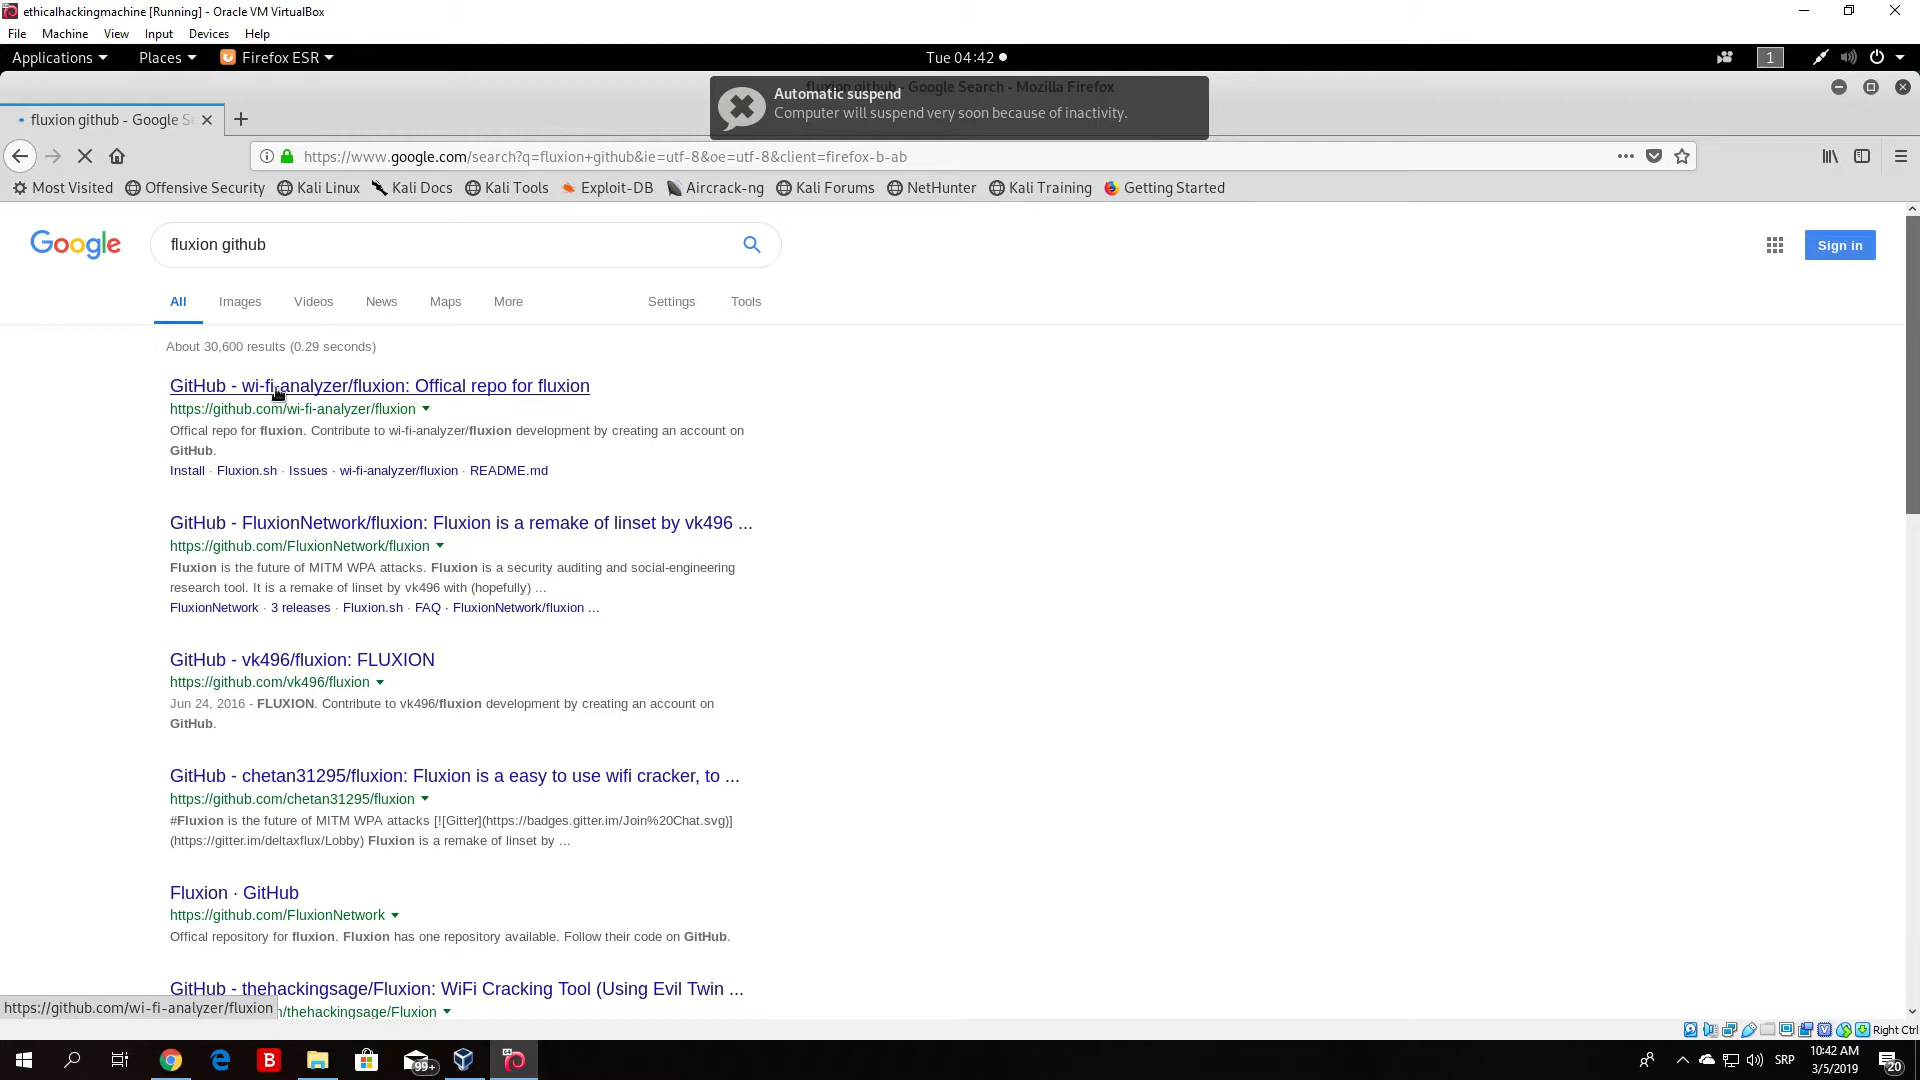 ethicalhackingmachine [Running] - Oracle VM VirtualBox
File Machine View Input Devices Help
Applications Places Firefox ESR Tue 04:42 1
fluxion github - Google Search - Mozilla Firefox
Automatic suspend
Computer will suspend very soon because of inactivity.
fluxion github - Google Se
https://www.google.com/search?q=fluxion+github&ie=utf-8&oe=utf-8&client=firefox-b-ab
Most Visited Offensive Security Kali Linux Kali Docs Kali Tools Exploit-DB Aircrack-ng Kali Forums NetHunter Kali Training Getting Started
Google fluxion github Sign in
All Images Videos News Maps More Settings Tools
About 30,600 results (0.29 seconds)
GitHub - wi-fi-analyzer/fluxion: Offical repo for fluxion
https://github.com/wi-fi-analyzer/fluxion
Offical repo for fluxion. Contribute to wi-fi-analyzer/fluxion development by creating an account on
GitHub.
Install · Fluxion.sh · Issues · wi-fi-analyzer/fluxion · README.md
GitHub - FluxionNetwork/fluxion: Fluxion is a remake of linset by vk496 ...
https://github.com/FluxionNetwork/fluxion
Fluxion is the future of MITM WPA attacks. Fluxion is a security auditing and social-engineering
research tool. It is a remake of linset by vk496 with (hopefully) ...
FluxionNetwork · 3 releases · Fluxion.sh · FAQ · FluxionNetwork/fluxion ...
GitHub - vk496/fluxion: FLUXION
https://github.com/vk496/fluxion
Jun 24, 2016 - FLUXION. Contribute to vk496/fluxion development by creating an account on
GitHub.
GitHub - chetan31295/fluxion: Fluxion is a easy to use wifi cracker, to ...
https://github.com/chetan31295/fluxion
#Fluxion is the future of MITM WPA attacks [![Gitter](https://badges.gitter.im/Join%20Chat.svg)]
(https://gitter.im/deltaxflux/Lobby) Fluxion is a remake of linset by ...
Fluxion · GitHub
https://github.com/FluxionNetwork
Offical repository for fluxion. Fluxion has one repository available. Follow their code on GitHub.
GitHub - thehackingsage/Fluxion: WiFi Cracking Tool (Using Evil Twin ...
https://github.com/wi-fi-analyzer/fluxion
/thehackingsage/Fluxion
Right Ctrl
B 99+ SRP 10:42 AM
3/5/2019 20